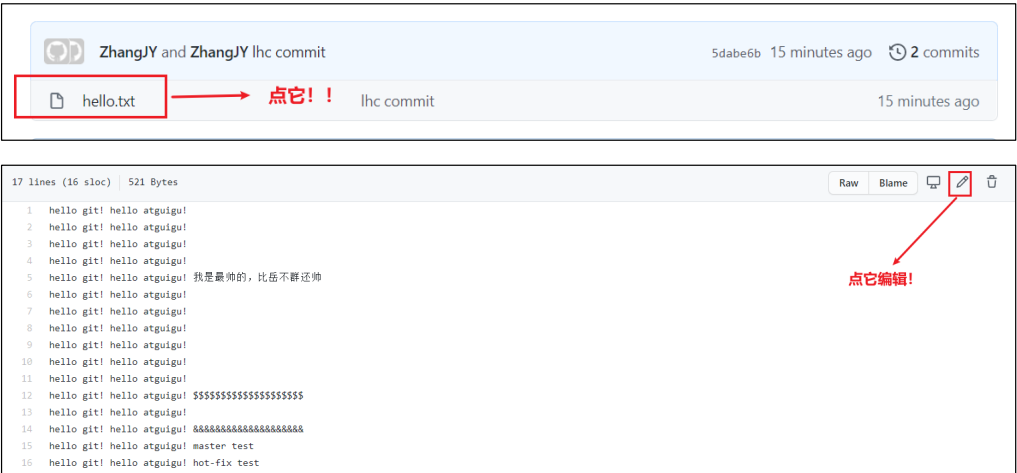 ZhangJY and ZhangJY lhc commit 5dabe6b 15 minutes ago 2 commits
hello.txt 点它！！ lhc commit 15 minutes ago
17 lines (16 sloc) 521 Bytes Raw Blame
1 hello git! hello atguigu!
2 hello git! hello atguigu!
3 hello git! hello atguigu!
4 hello git! hello atguigu!
5 hello git! hello atguigu! 我是最帅的，比岳不群还帅
点它编辑！
6 hello git! hello atguigu!
7 hello git! hello atguigu!
8 hello git! hello atguigu!
9 hello git! hello atguigu!
10 hello git! hello atguigu!
11 hello git! hello atguigu!
12 hello git! hello atguigu! $$$$$$$$$$$$$$$$$$$$
13 hello git! hello atguigu!
14 hello git! hello atguigu! &&&&&&&&&&&&&&&&&&&&
15 hello git! hello atguigu! master test
16 hello git! hello atguigu! hot-fix test